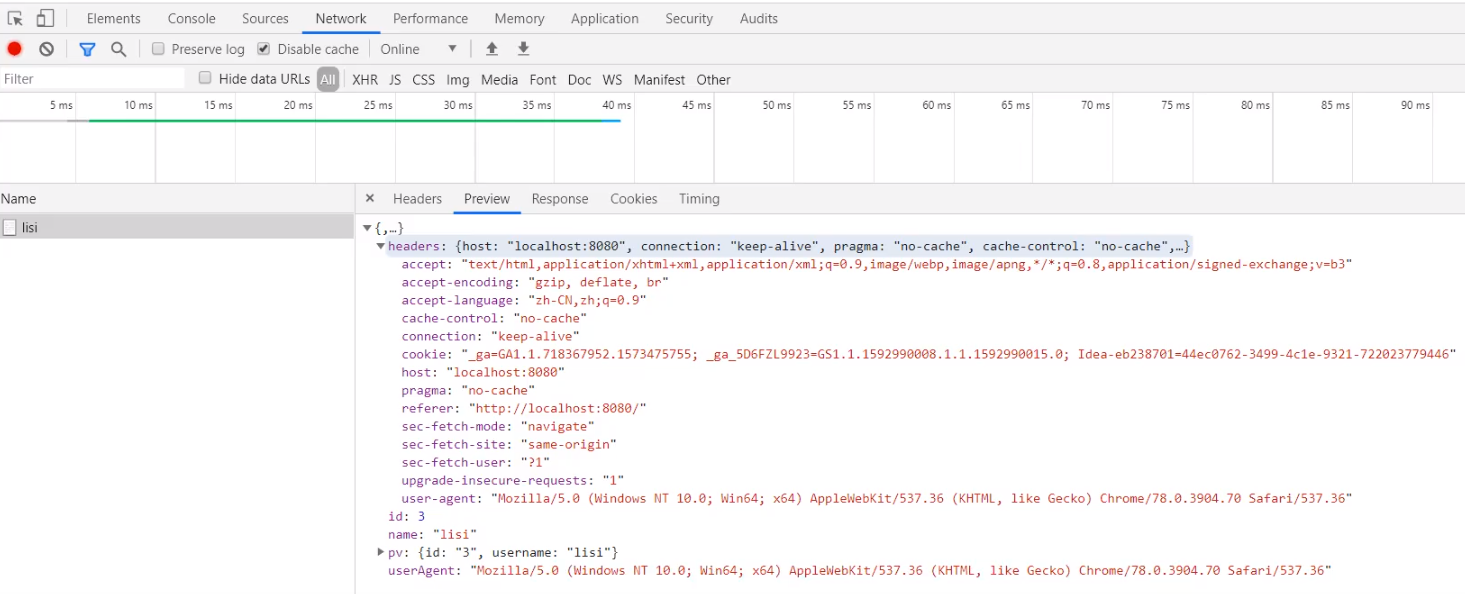 Elements Console Sources Network Performance Memory Application Security Audits
Preserve log Disable cache Online
Filter Hide data URLs All XHR JS CSS Img Media Font Doc WS Manifest Other
5 ms 10 ms 15 ms 20 ms 25 ms 30 ms 35 ms 40 ms 45 ms 50 ms 55 ms 60 ms 65 ms 70 ms 75 ms 80 ms 85 ms 90 ms
Name × Headers Preview Response Cookies Timing
lisi
{,…}
headers: {host: "localhost:8080", connection: "keep-alive", pragma: "no-cache", cache-control: "no-cache",…}
accept: "text/html,application/xhtml+xml,application/xml;q=0.9,image/webp,image/apng,*/*;q=0.8,application/signed-exchange;v=b3"
accept-encoding: "gzip, deflate, br"
accept-language: "zh-CN,zh;q=0.9"
cache-control: "no-cache"
connection: "keep-alive"
cookie: "_ga=GA1.1.718367952.1573475755; _ga_5D6FZL9923=GS1.1.1592990008.1.1.1592990015.0; Idea-eb238701=44ec0762-3499-4c1e-9321-722023779446"
host: "localhost:8080"
pragma: "no-cache"
referer: "http://localhost:8080/"
sec-fetch-mode: "navigate"
sec-fetch-site: "same-origin"
sec-fetch-user: "?1"
upgrade-insecure-requests: "1"
user-agent: "Mozilla/5.0 (Windows NT 10.0; Win64; x64) AppleWebKit/537.36 (KHTML, like Gecko) Chrome/78.0.3904.70 Safari/537.36"
id: 3
name: "lisi"
pv: {id: "3", username: "lisi"}
userAgent: "Mozilla/5.0 (Windows NT 10.0; Win64; x64) AppleWebKit/537.36 (KHTML, like Gecko) Chrome/78.0.3904.70 Safari/537.36"